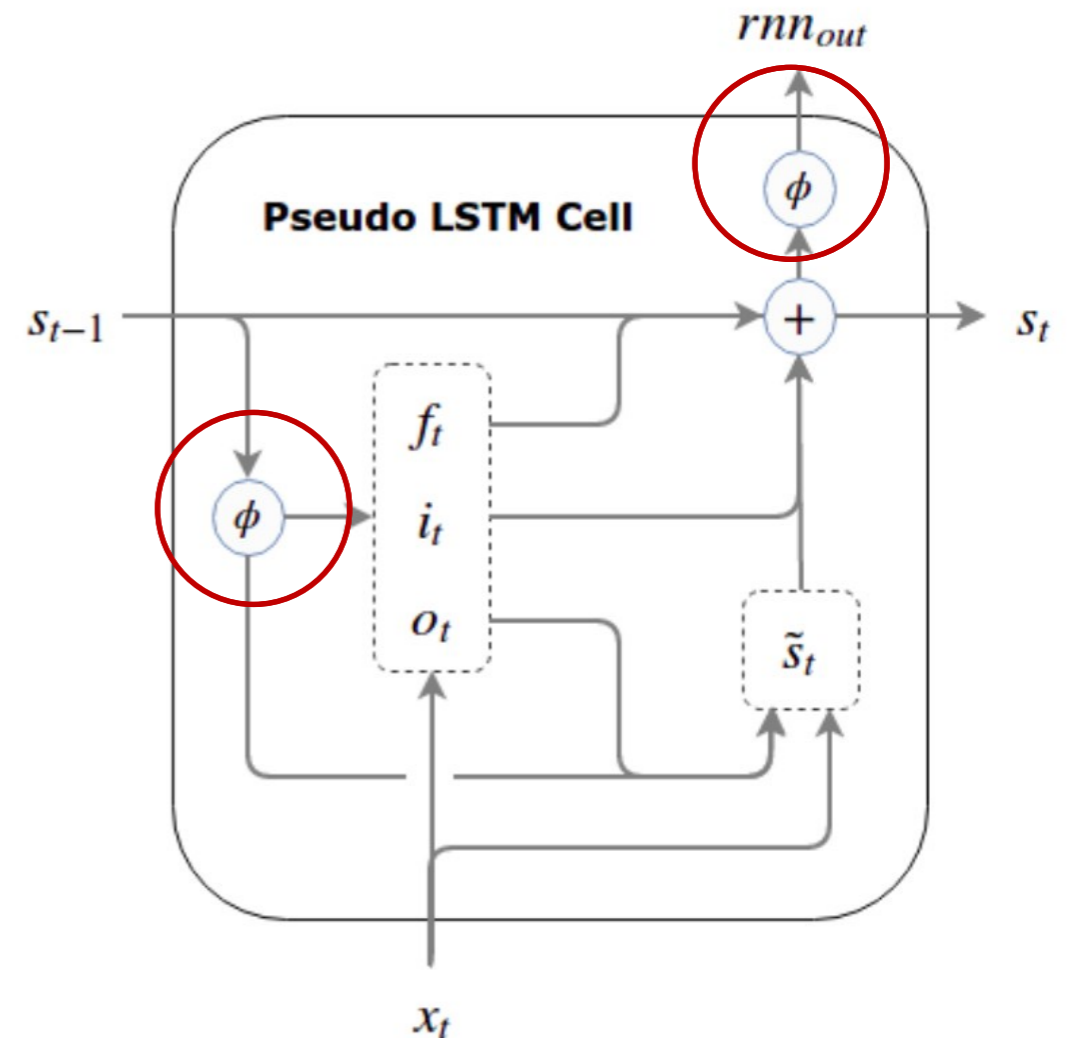 rnn_out
Pseudo LSTM Cell
s_{t−1}
+
s_t
ϕ
f_t
ϕ
i_t
o_t
s̃_t
x_t